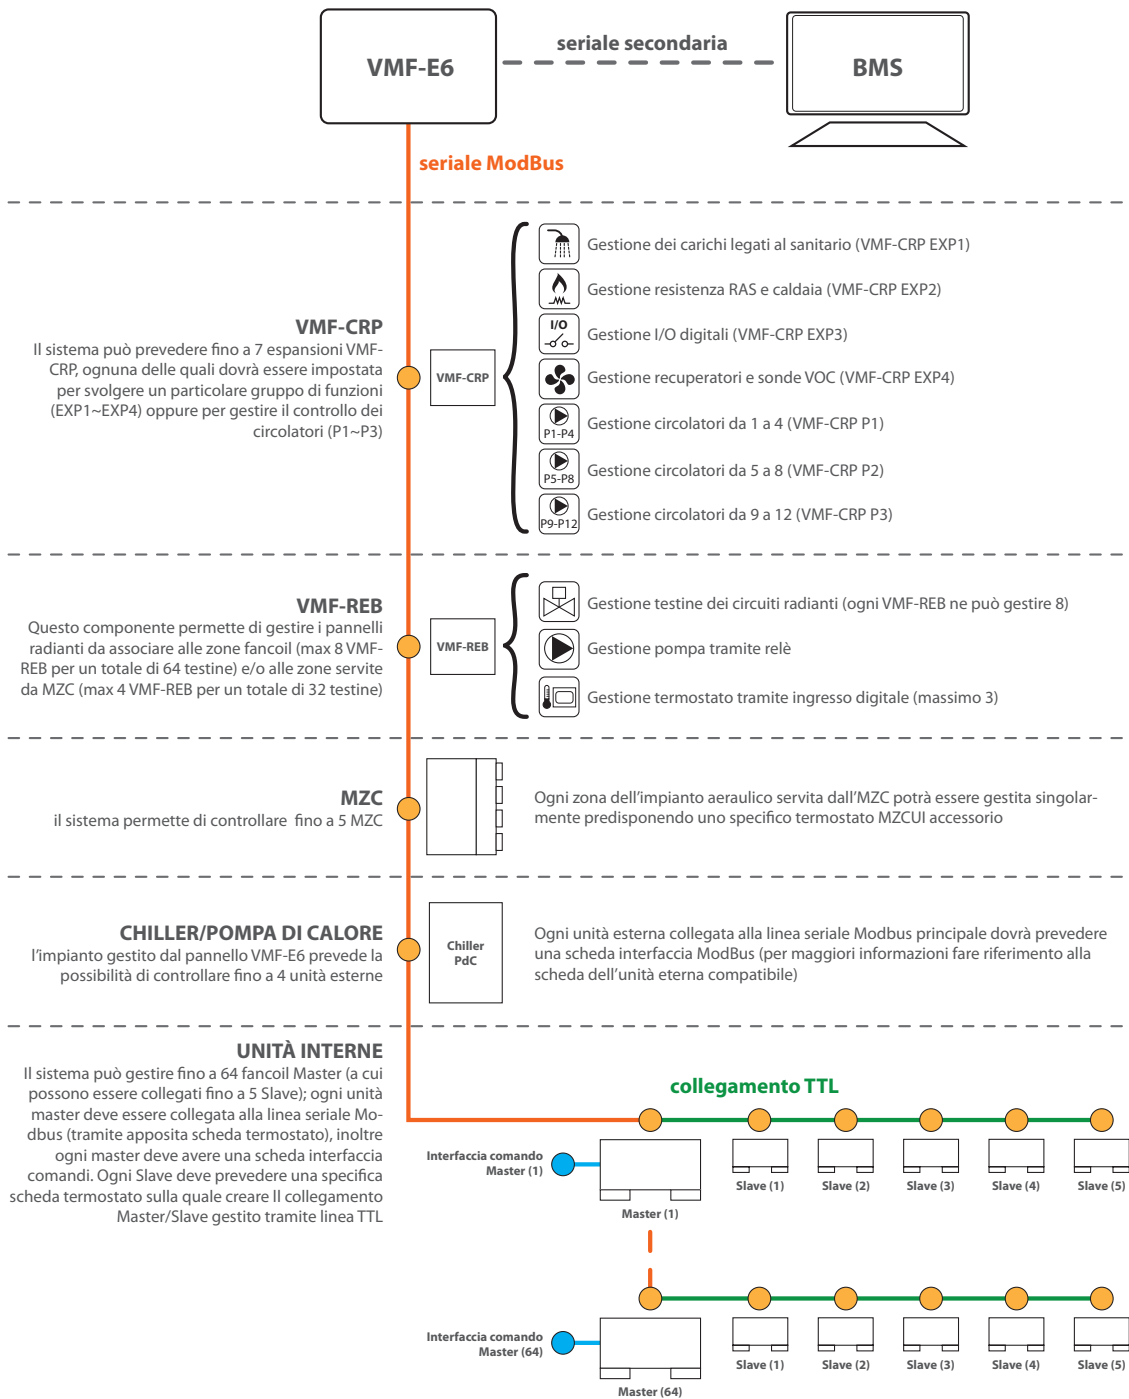 VMF-E6
seriale secondaria
BMS
seriale ModBus
VMF-CRP
Il sistema può prevedere fino a 7 espansioni VMF-
CRP, ognuna delle quali dovrà essere impostata
per svolgere un particolare gruppo di funzioni
(EXP1~EXP4) oppure per gestire il controllo dei
circolatori (P1~P3)
VMF-CRP
Gestione dei carichi legati al sanitario (VMF-CRP EXP1)
Gestione resistenza RAS e caldaia (VMF-CRP EXP2)
I/O
Gestione I/O digitali (VMF-CRP EXP3)
Gestione recuperatori e sonde VOC (VMF-CRP EXP4)
P1-P4
Gestione circolatori da 1 a 4 (VMF-CRP P1)
P5-P8
Gestione circolatori da 5 a 8 (VMF-CRP P2)
P9-P12
Gestione circolatori da 9 a 12 (VMF-CRP P3)
VMF-REB
Questo componente permette di gestire i pannelli
radianti da associare alle zone fancoil (max 8 VMF-
REB per un totale di 64 testine) e/o alle zone servite
da MZC (max 4 VMF-REB per un totale di 32 testine)
VMF-REB
Gestione testine dei circuiti radianti (ogni VMF-REB ne può gestire 8)
Gestione pompa tramite relè
Gestione termostato tramite ingresso digitale (massimo 3)
MZC
il sistema permette di controllare fino a 5 MZC
Ogni zona dell'impianto aeraulico servita dall'MZC potrà essere gestita singolar-
mente predisponendo uno specifico termostato MZCUI accessorio
CHILLER/POMPA DI CALORE
l'impianto gestito dal pannello VMF-E6 prevede la
possibilità di controllare fino a 4 unità esterne
Chiller
PdC
Ogni unità esterna collegata alla linea seriale Modbus principale dovrà prevedere
una scheda interfaccia ModBus (per maggiori informazioni fare riferimento alla
scheda dell'unità eterna compatibile)
UNITÀ INTERNE
Il sistema può gestire fino a 64 fancoil Master (a cui
possono essere collegati fino a 5 Slave); ogni unità
master deve essere collegata alla linea seriale Mo-
dbus (tramite apposita scheda termostato), inoltre
ogni master deve avere una scheda interfaccia
comandi. Ogni Slave deve prevedere una specifica
scheda termostato sulla quale creare Il collegamento
Master/Slave gestito tramite linea TTL
collegamento TTL
Interfaccia comando
Master (1)
Master (1)
Slave (1)
Slave (2)
Slave (3)
Slave (4)
Slave (5)
Interfaccia comando
Master (64)
Master (64)
Slave (1)
Slave (2)
Slave (3)
Slave (4)
Slave (5)